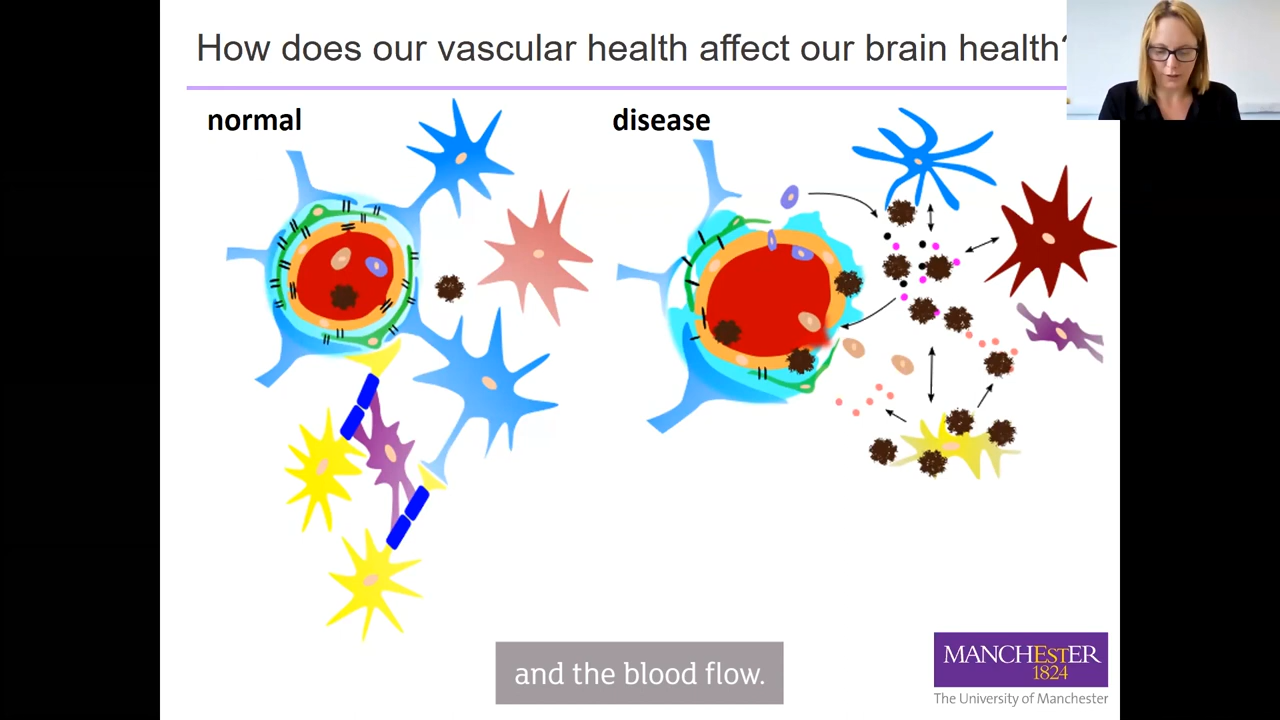 How does our vascular health affect our brain health?
normal
disease
and the blood flow.
MANCHEStER
1824
The University of Manchester